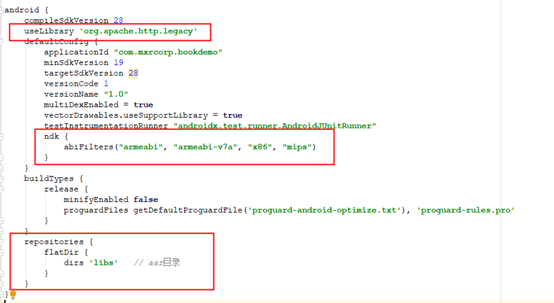 android {
compileSdkVersion 28
useLibrary 'org.apache.http.legacy'
defaultConfig {
applicationId "com.mxrcorp.bookdemo"
minSdkVersion 19
targetSdkVersion 28
versionCode 1
versionName "1.0"
multiDexEnabled = true
vectorDrawables.useSupportLibrary = true
testInstrumentationRunner "androidx.test.runner.AndroidJUnitRunner"
ndk {
abiFilters("armeabi", "armeabi-v7a", "x86", "mips")
}
}
buildTypes {
release {
minifyEnabled false
proguardFiles getDefaultProguardFile('proguard-android-optimize.txt'), 'proguard-rules.pro'
}
}
repositories {
flatDir {
dirs 'libs' // aar目录
}
}
}